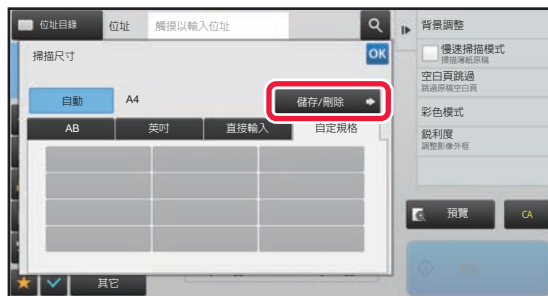 位址目錄
位址
觸摸以輸入位址
掃描尺寸
OK
自動
A4
儲存/刪除
AB
英吋
直接輸入
自定規格
其它
背景調整
慢速掃描模式
掃描薄紙原稿
空白頁跳過
跳過原稿空白頁
彩色模式
銳利度
調整影像外框
預覽
CA